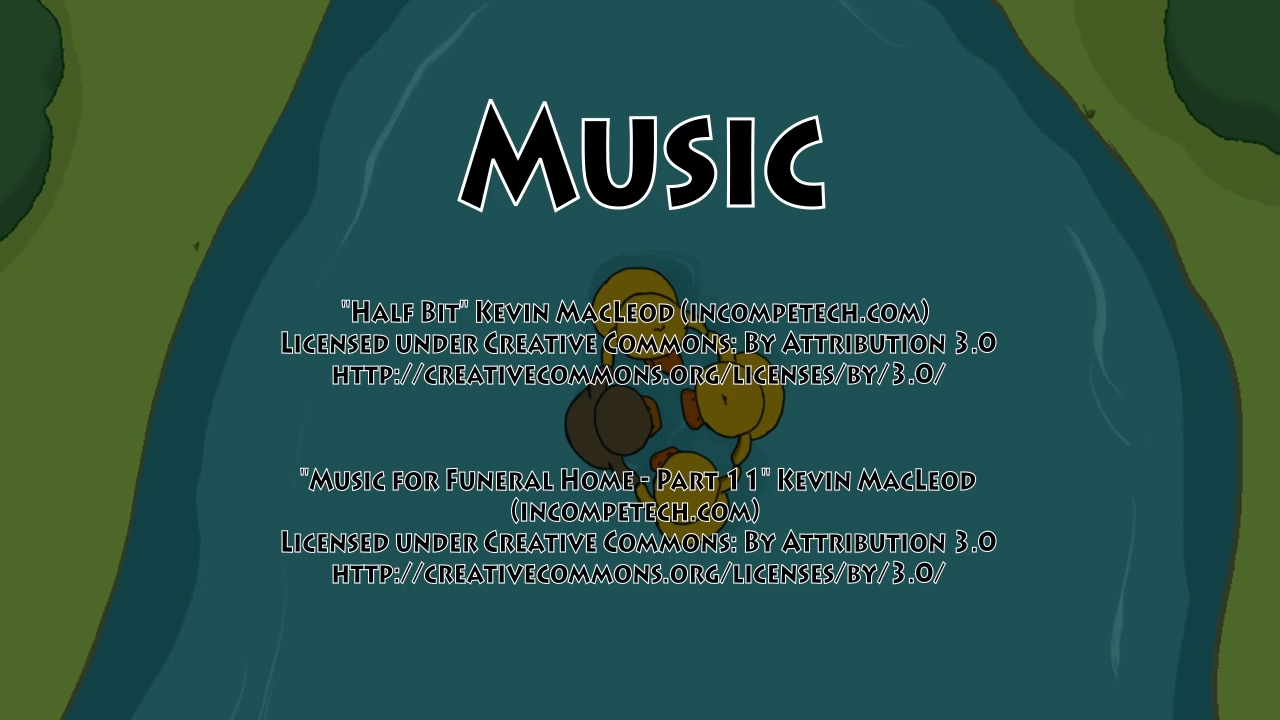 Music
"Half Bit" Kevin MacLeod (incompetech.com)
Licensed under Creative Commons: By Attribution 3.0
http://creativecommons.org/licenses/by/3.0/
"Music for Funeral Home - Part 11" Kevin MacLeod
(incompetech.com)
Licensed under Creative Commons: By Attribution 3.0
http://creativecommons.org/licenses/by/3.0/